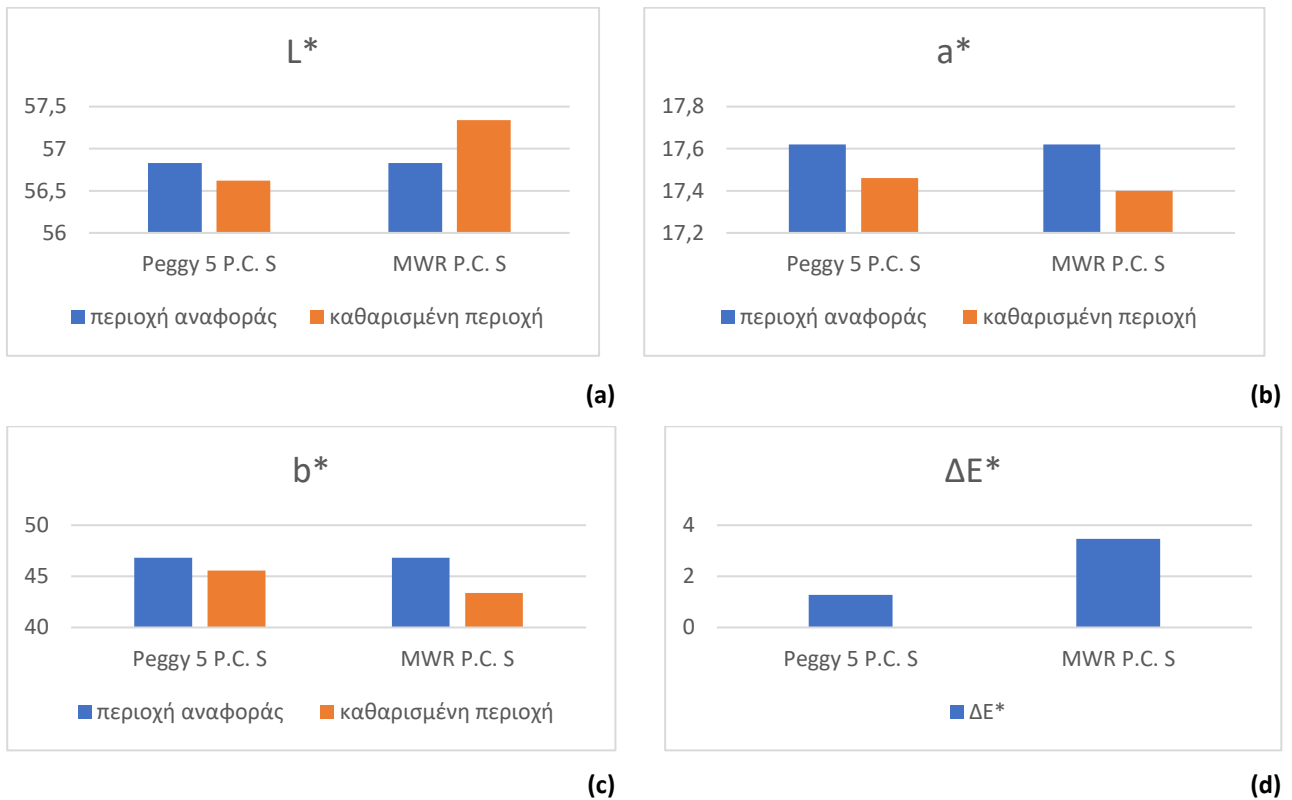 L*
57,5
57
56,5
56
Peggy 5 P.C. S MWR P.C. S
περιοχή αναφοράς καθαρισμένη περιοχή
(a)
a*
17,8
17,6
17,4
17,2
Peggy 5 P.C. S MWR P.C. S
περιοχή αναφοράς καθαρισμένη περιοχή
(b)
b*
50
45
40
Peggy 5 P.C. S MWR P.C. S
περιοχή αναφοράς καθαρισμένη περιοχή
(c)
ΔΕ*
4
2
0
Peggy 5 P.C. S MWR P.C. S
ΔΕ*
(d)